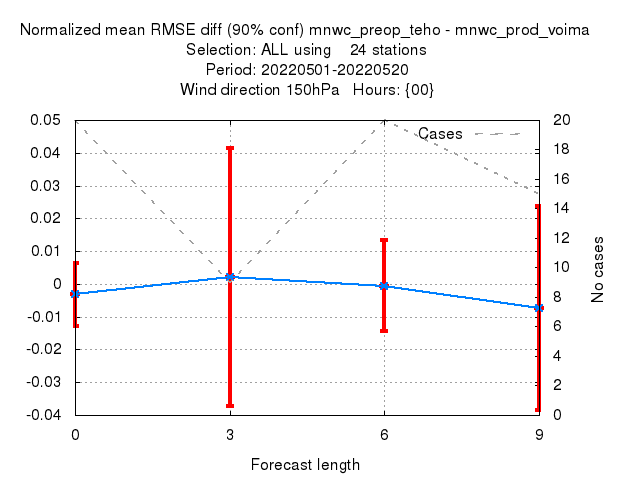 Normalized mean RMSE diff (90% conf) mnwc_preop_teho - mnwc_prod_voima
Selection: ALL using    24 stations
Period: 20220501-20220520
Wind direction 150hPa   Hours: {00}
0.05
0.04
0.03
0.02
0.01
0
-0.01
-0.02
-0.03
-0.04
Cases
20
18
16
14
12
10
8
6
4
2
0
No cases
0 3 6 9
Forecast length